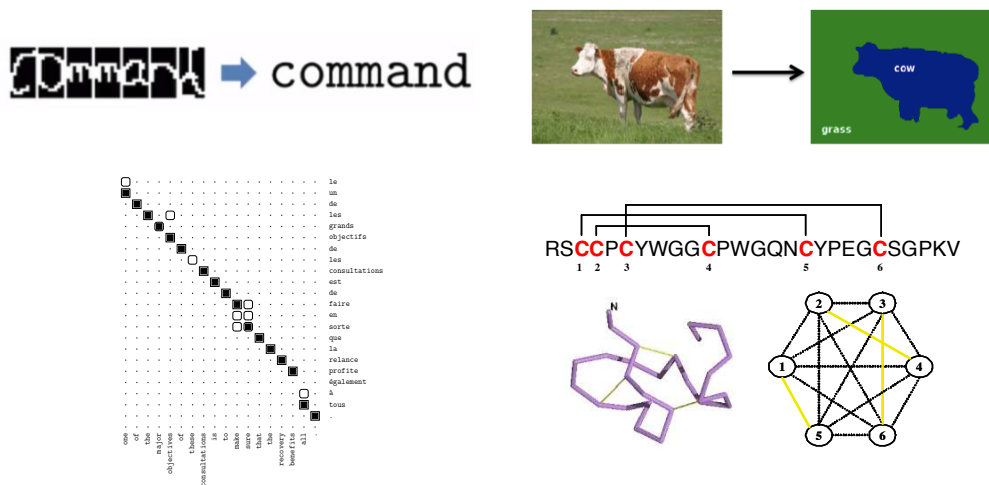 command command
cow
grass
le
un
de
les
grands
objectifs
de
les
consultations
est
de
faire
en
sorte
que
la
relance
profite
également
à
tous
.
one
of
the
major
objectives
of
these
consultations
is
to
make
sure
that
the
recovery
benefits
all
.
RSCCPCYWGGCPWGQNCYPEGCSGPKV
1 2 3 4 5 6
N
2 3
1 4
5 6